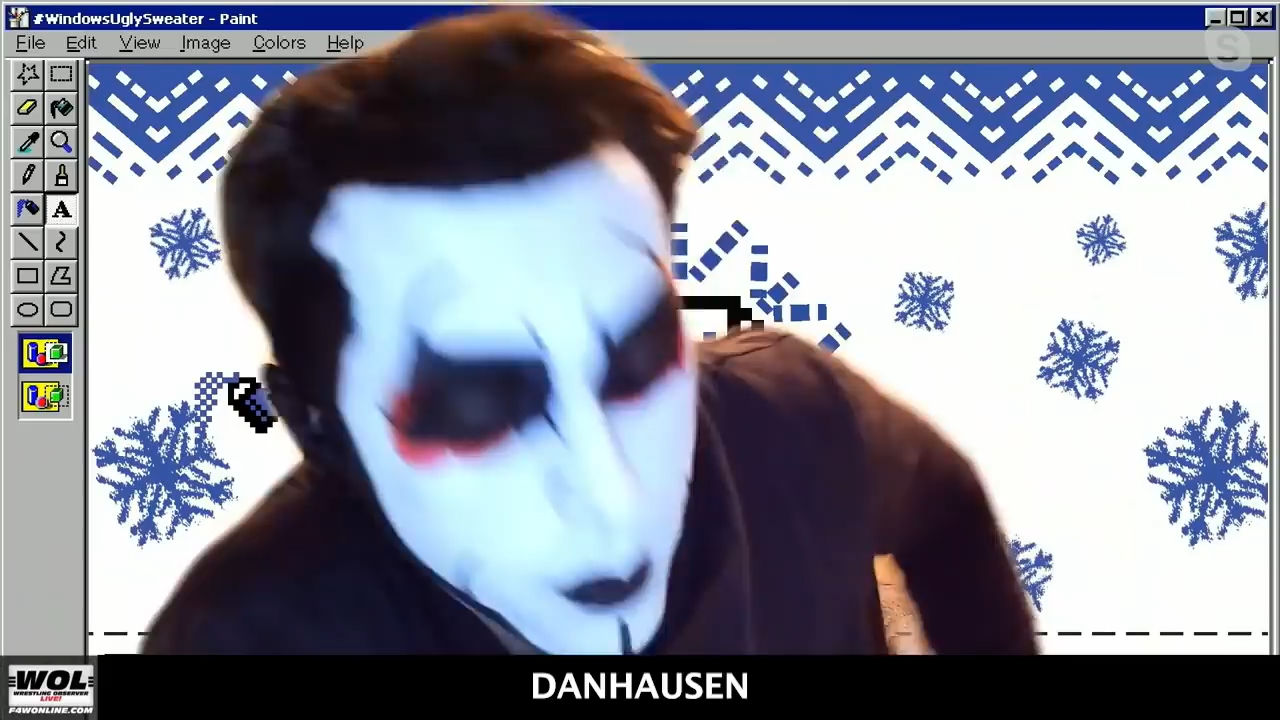 #WindowsUglySweater - Paint
File Edit View Image Colors Help
S
A
WOL
WRESTLING OBSERVER
LIVE!
F4WONLINE.COM
DANHAUSEN